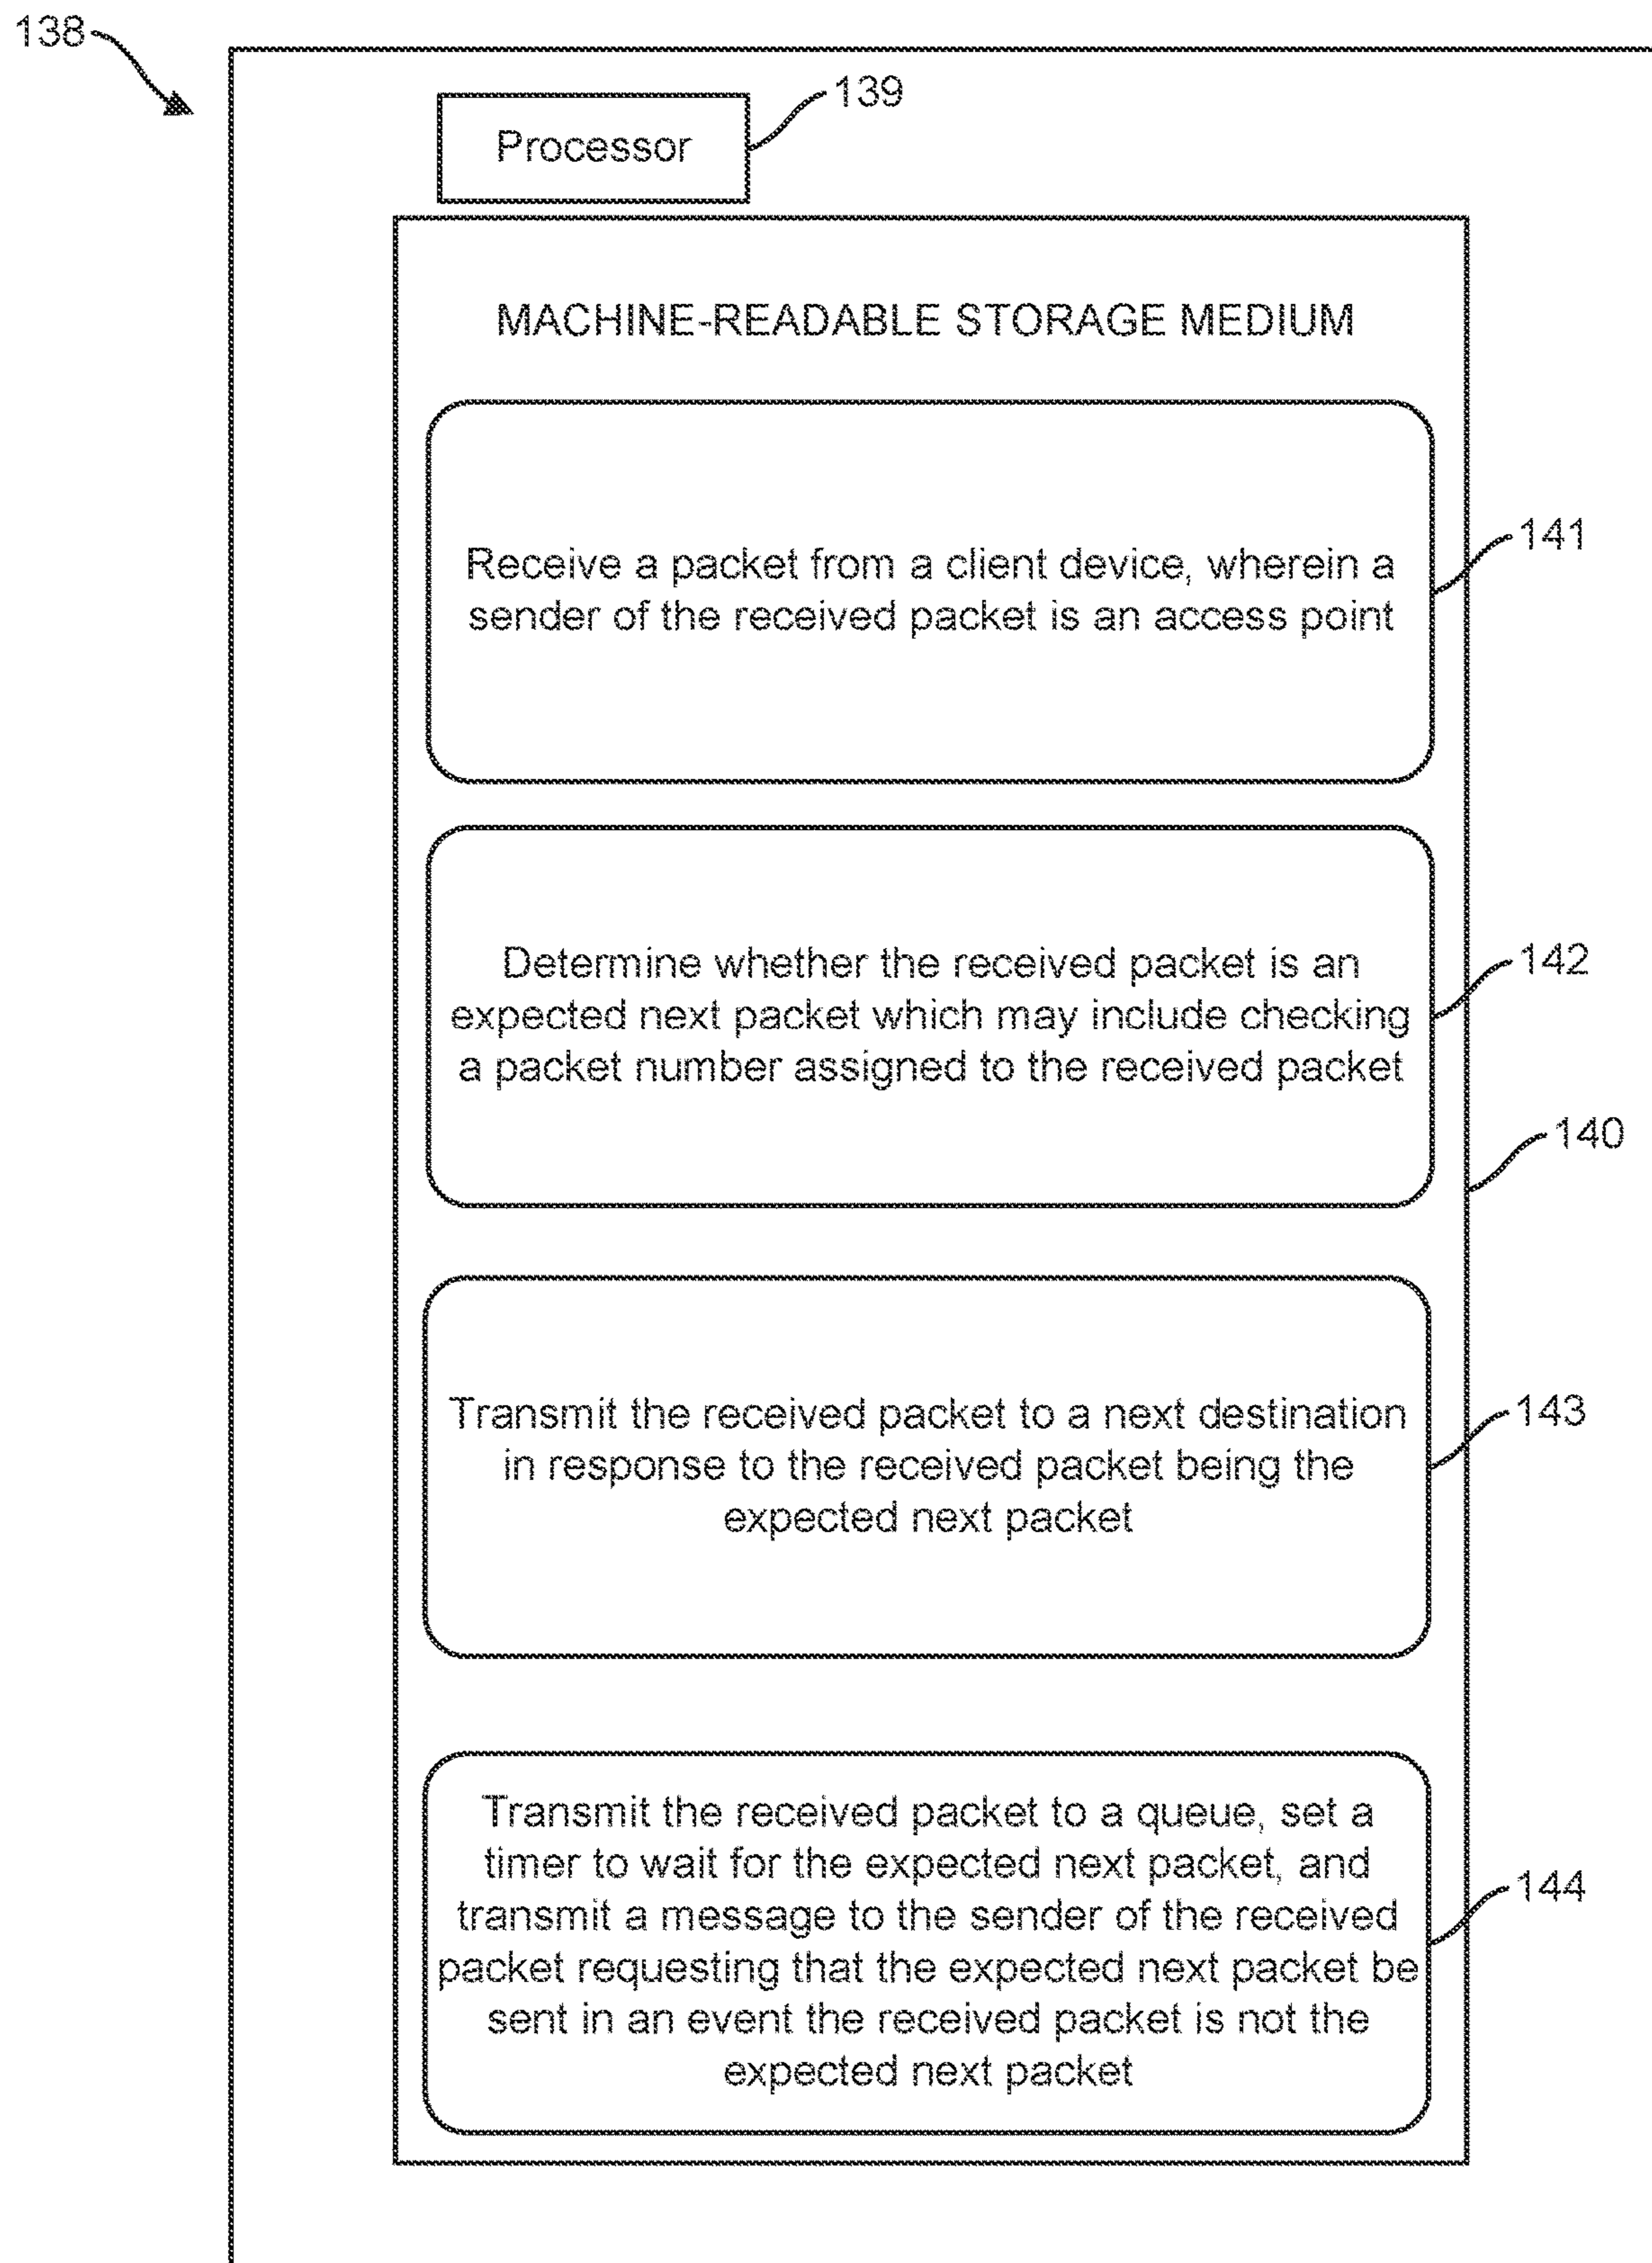 138
139
Processor
MACHINE-READABLE STORAGE MEDIUM
141
Receive a packet from a client device, wherein a
sender of the received packet is an access point
142
Determine whether the received packet is an
expected next packet which may include checking
a packet number assigned to the received packet
140
143
Transmit the received packet to a next destination
in response to the received packet being the
expected next packet
144
Transmit the received packet to a queue, set a
timer to wait for the expected next packet, and
transmit a message to the sender of the received
packet requesting that the expected next packet be
sent in an event the received packet is not the
expected next packet